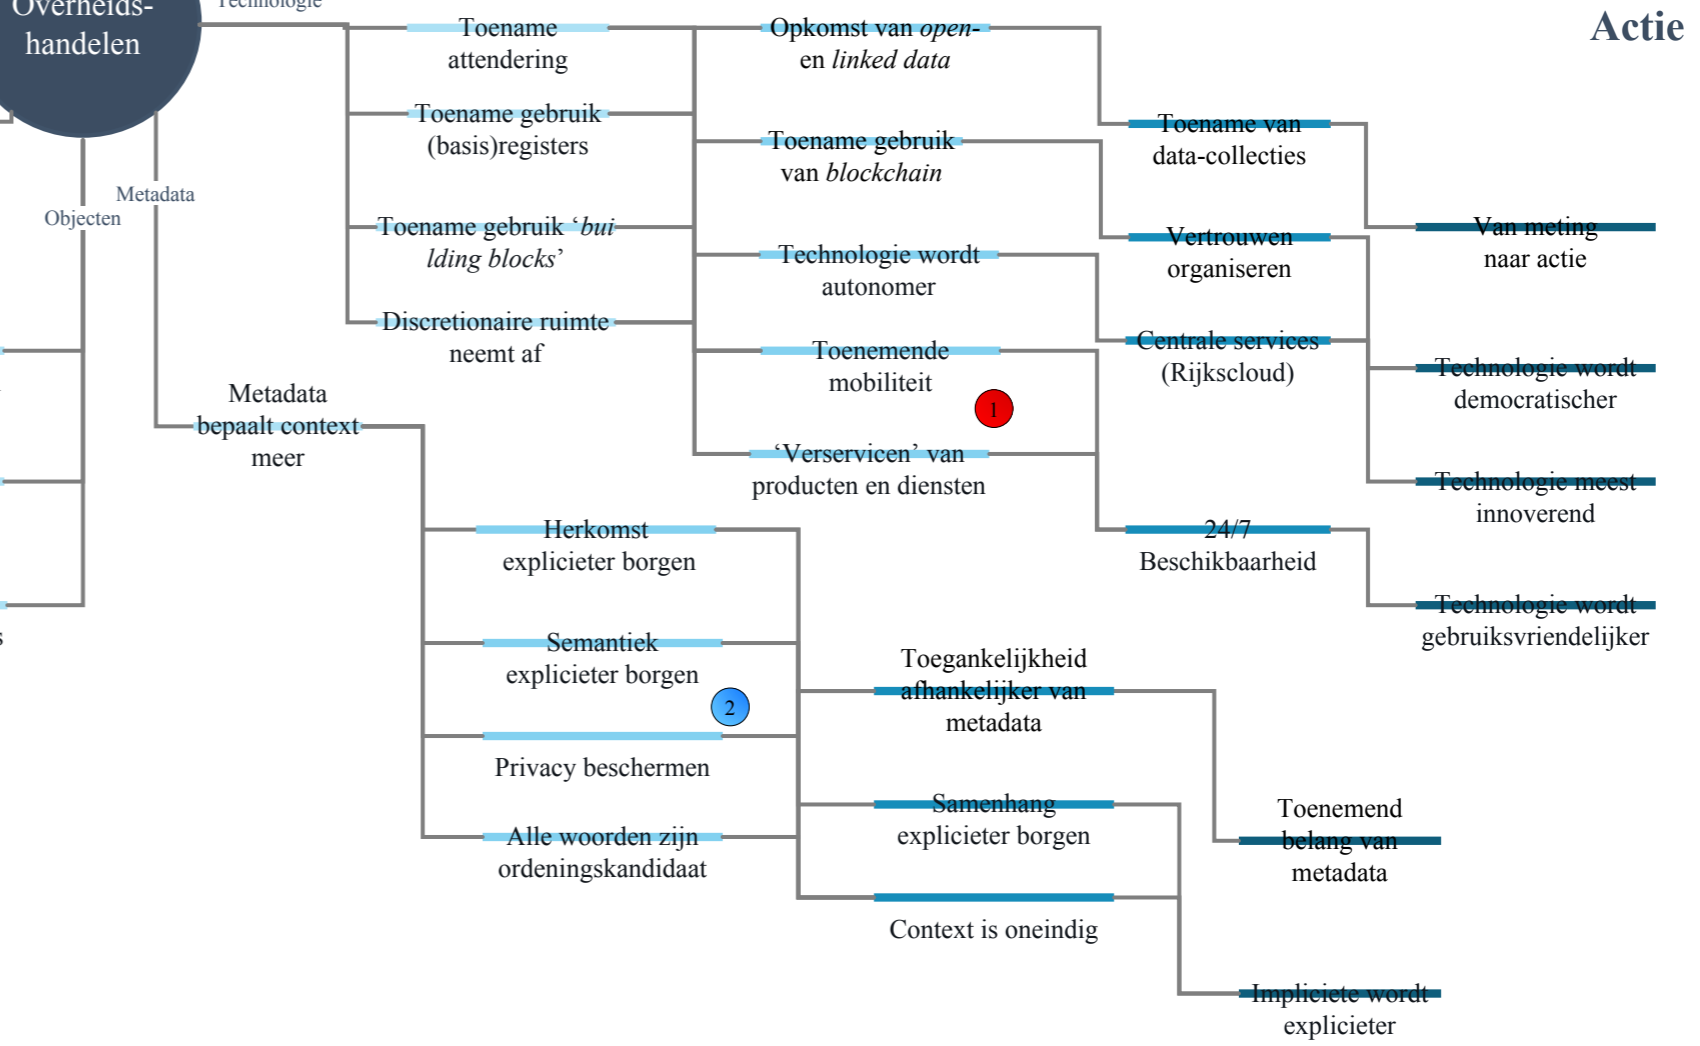 Overheids-
handelen
Technologie
Actie
Metadata
Objecten
Toename
attendering
Toename gebruik
(basis)registers
Toename gebruik ‘bui
lding blocks’
Discretionaire ruimte
neemt af
Opkomst van open-
en linked data
Toename gebruik
van blockchain
Technologie wordt
autonomer
Toenemende
mobiliteit
1
‘Verservicen’ van
producten en diensten
Toename van
data-collecties
Vertrouwen
organiseren
Centrale services
(Rijkscloud)
24/7
Beschikbaarheid
Van meting
naar actie
Technologie wordt
democratischer
Technologie meest
innoverend
Technologie wordt
gebruiksvriendelijker
Metadata
bepaalt context
meer
Herkomst
explicieter borgen
Semantiek
explicieter borgen
2
Privacy beschermen
Alle woorden zijn
ordeningskandidaat
Toegankelijkheid
afhankelijker van
metadata
Samenhang
explicieter borgen
Context is oneindig
Toenemend
belang van
metadata
Impliciete wordt
explicieter
s